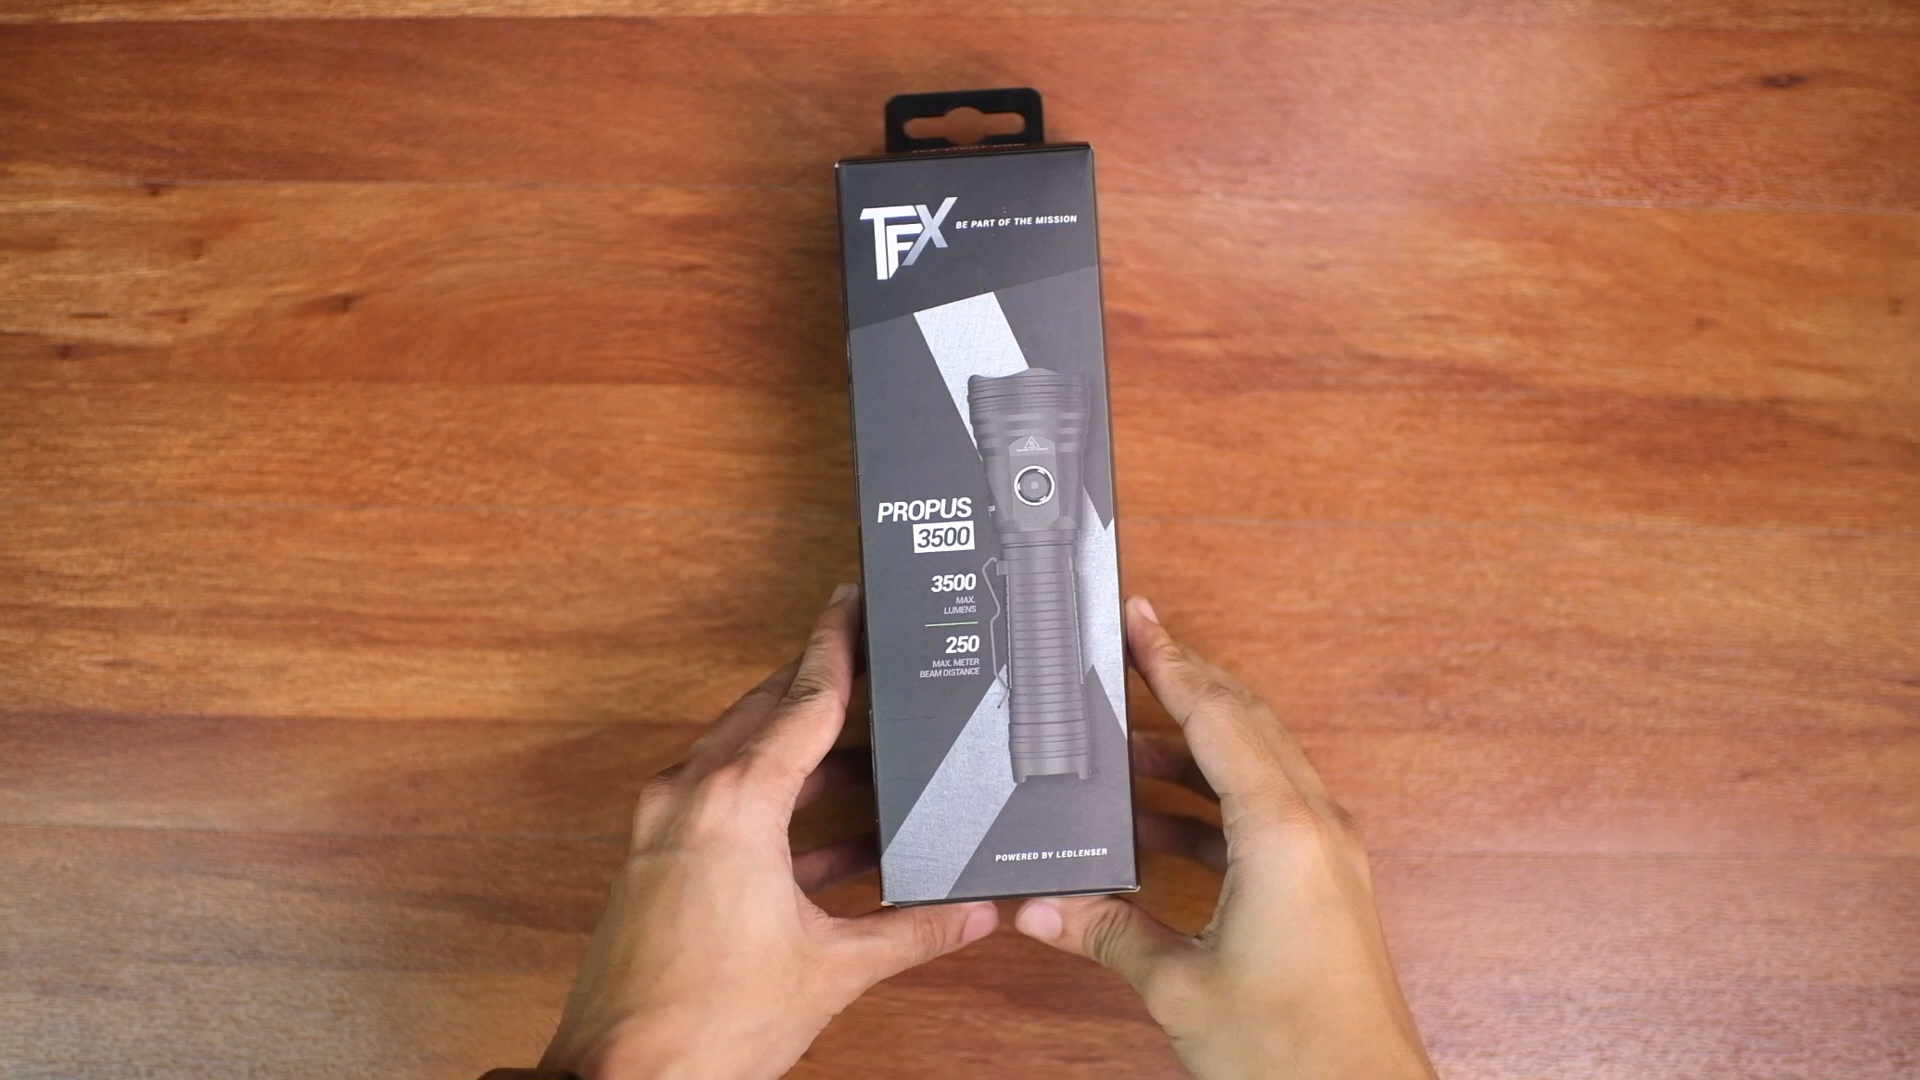 TFX
BE PART OF THE MISSION
PROPUS
3500
3500
MAX.
LUMENS
250
MAX. METER
BEAM DISTANCE
POWERED BY LEDLENSER